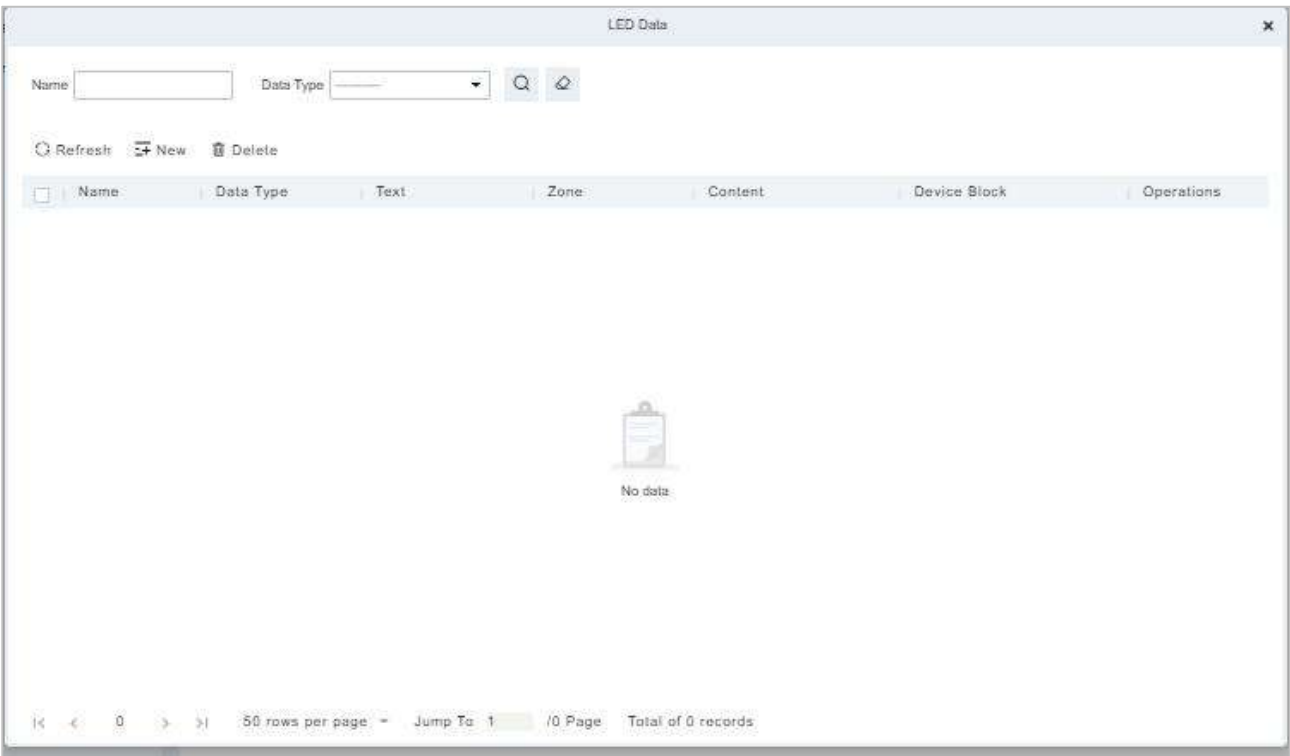 LED Data
Name Data Type ---------
Refresh New Delete
Name Data Type Text Zone Content Device Block Operations
No data
0 50 rows per page Jump To 1 /0 Page Total of 0 records